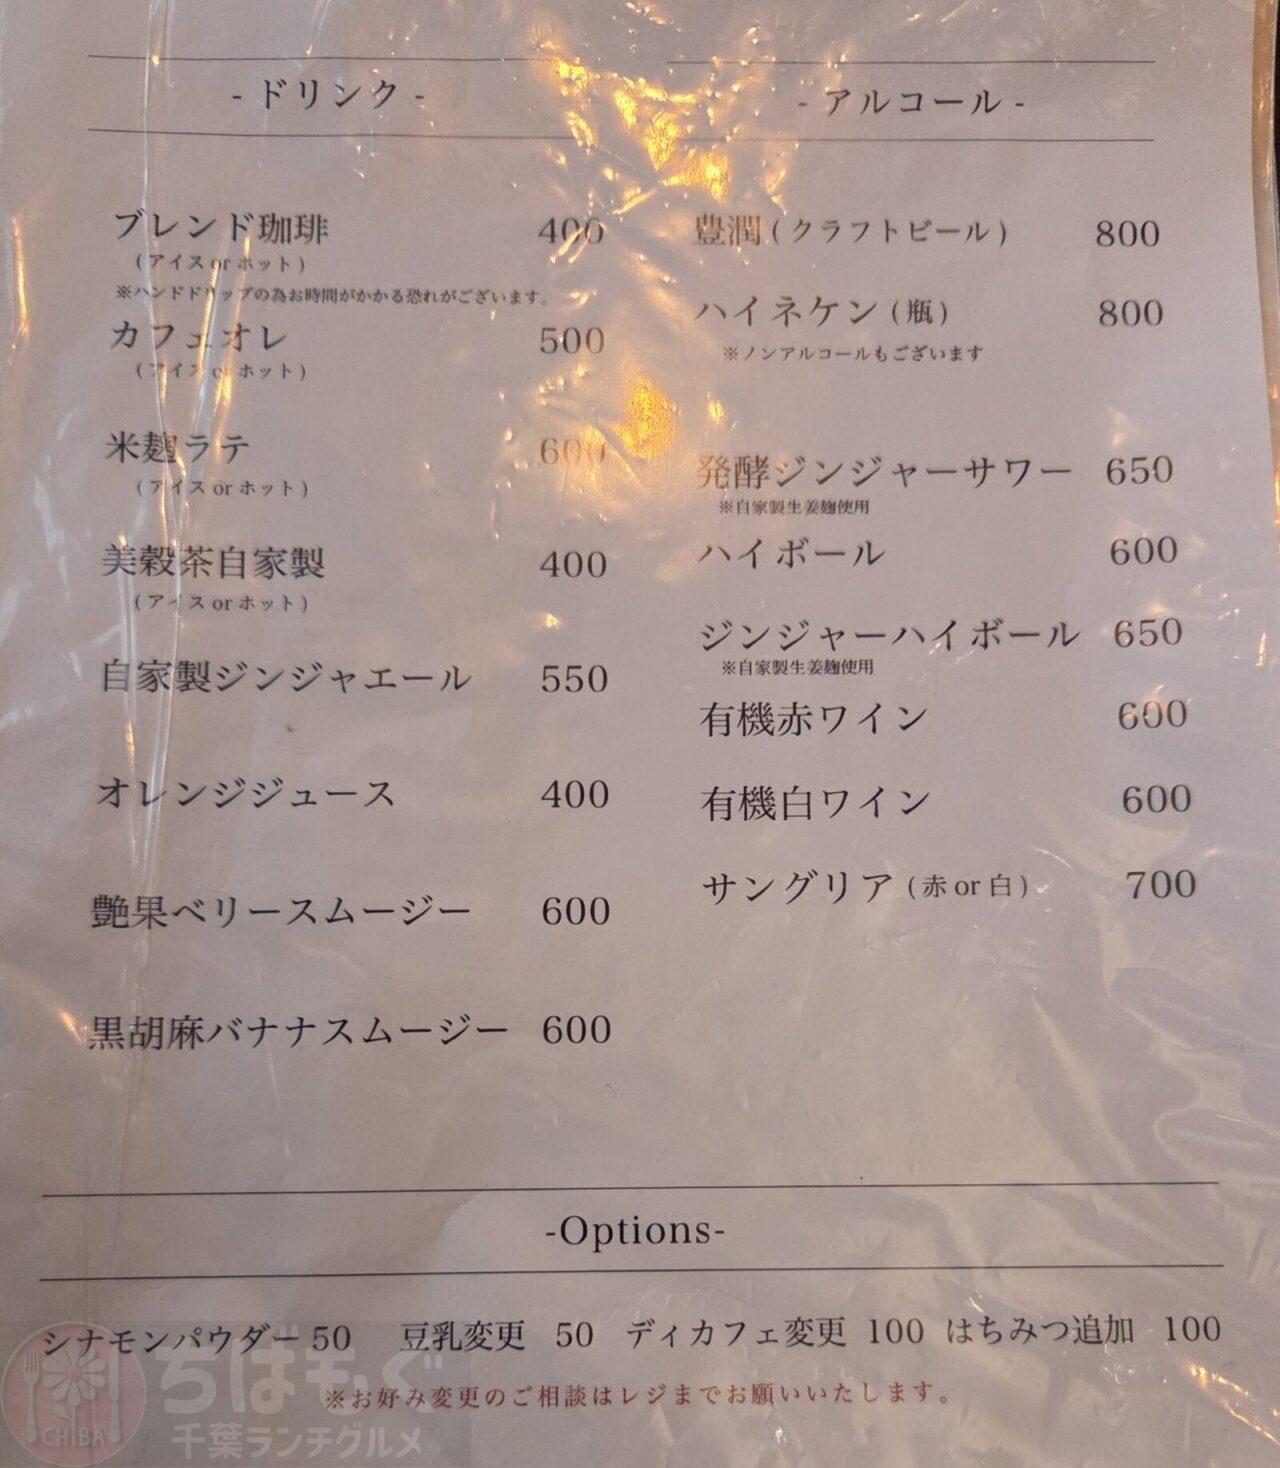 - ドリンク -
ブレンド珈琲 400
(アイス or ホット)
※ハンドドリップの為お時間がかかる恐れがございます。
カフェオレ 500
(アイス or ホット)
米麹ラテ 600
(アイス or ホット)
美穀茶自家製 400
(アイス or ホット)
自家製ジンジャエール 550
オレンジジュース 400
艶果ベリースムージー 600
黒胡麻バナナスムージー 600
- アルコール -
豊潤(クラフトビール) 800
ハイネケン(瓶) 800
※ノンアルコールもございます
発酵ジンジャーサワー 650
※自家製生姜麹使用
ハイボール 600
ジンジャーハイボール 650
※自家製生姜麹使用
有機赤ワイン 600
有機白ワイン 600
サングリア(赤 or 白) 700
-Options-
シナモンパウダー 50 豆乳変更 50 ディカフェ変更 100 はちみつ追加 100
※お好み変更のご相談はレジまでお願いいたします。
ちばもぐ
千葉ランチグルメ
CHIBA